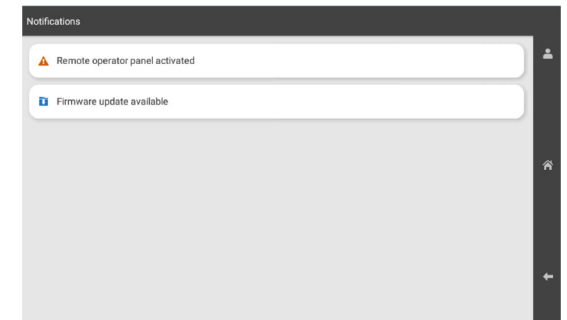 Notifications
Remote operator panel activated
Firmware update available